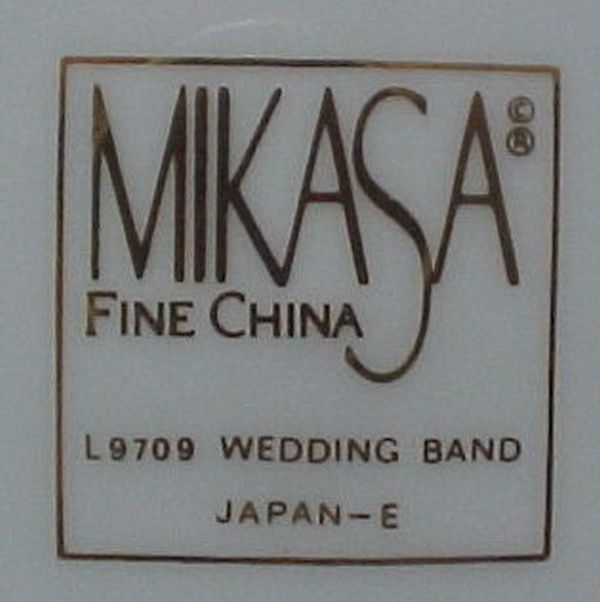 MIKASA ©®
FINE CHINA
L9709 WEDDING BAND
JAPAN-E